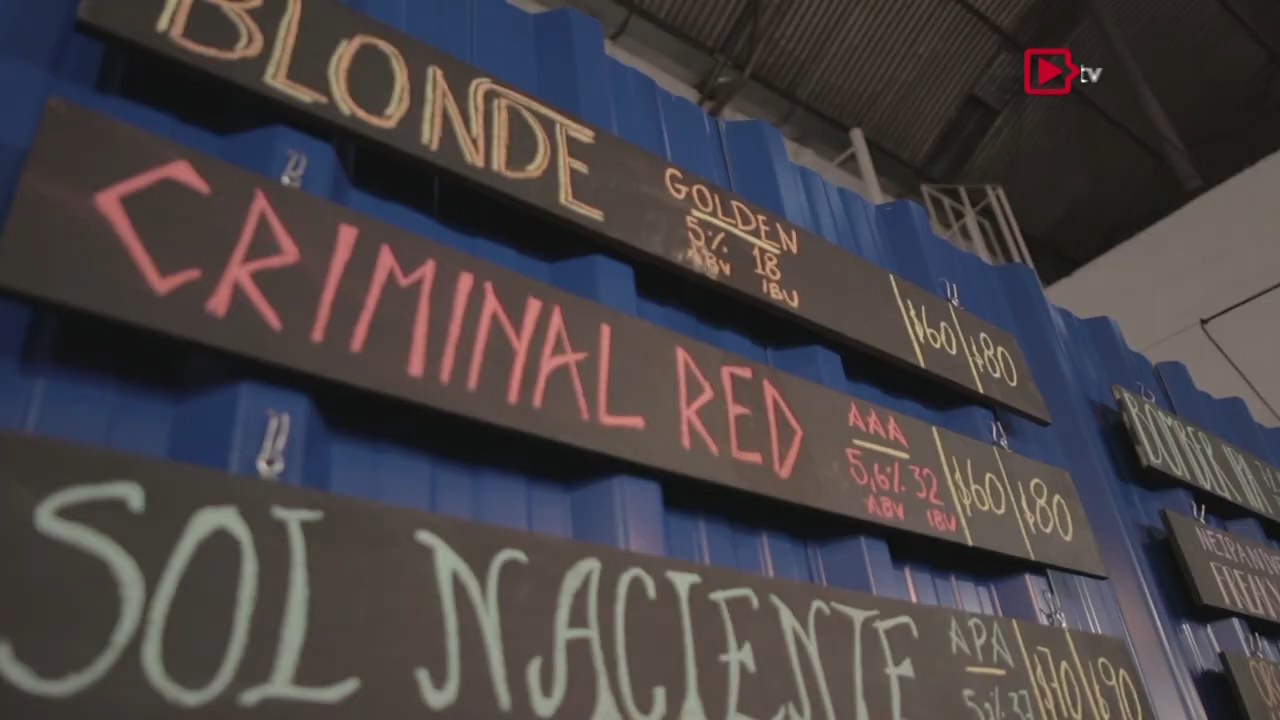 BLONDE
GOLDEN
5% 18
ABV IBU
$60 $80
CRIMINAL RED
AAA
5,6% 32
ABV IBU
$60 $80
SOL NACIENTE
APA
$70 $90
BOMBER
tv